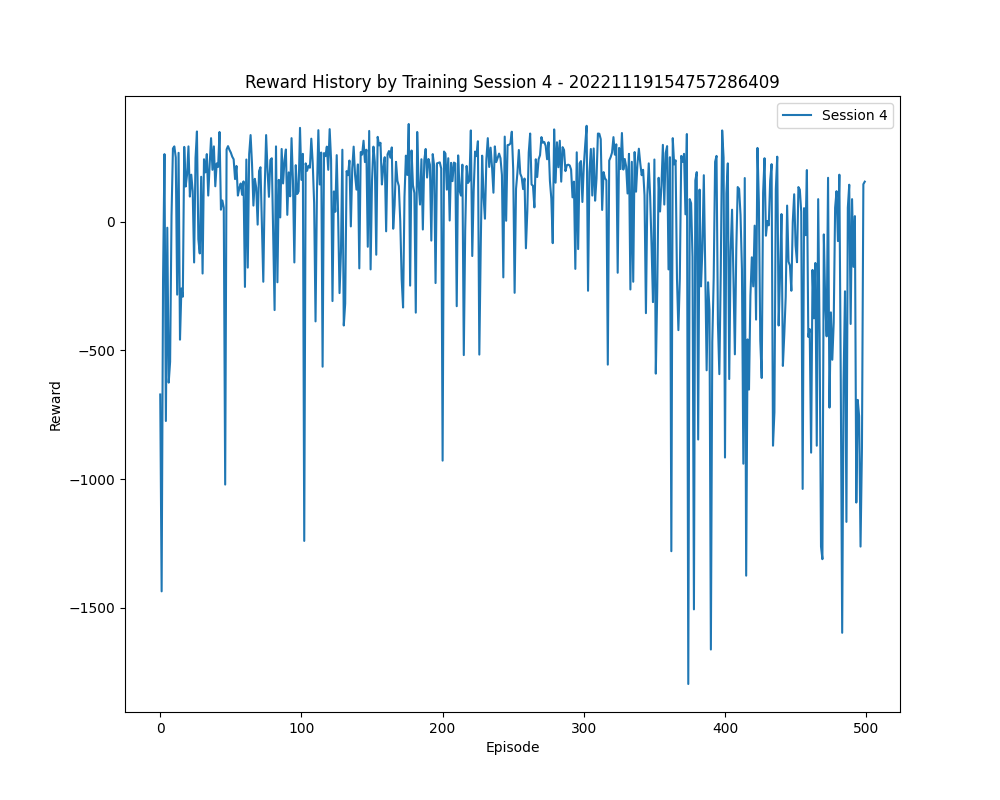 Reward History by Training Session 4 - 20221119154757286409
Session 4
0
−500
−1000
−1500
Reward
0 100 200 300 400 500
Episode